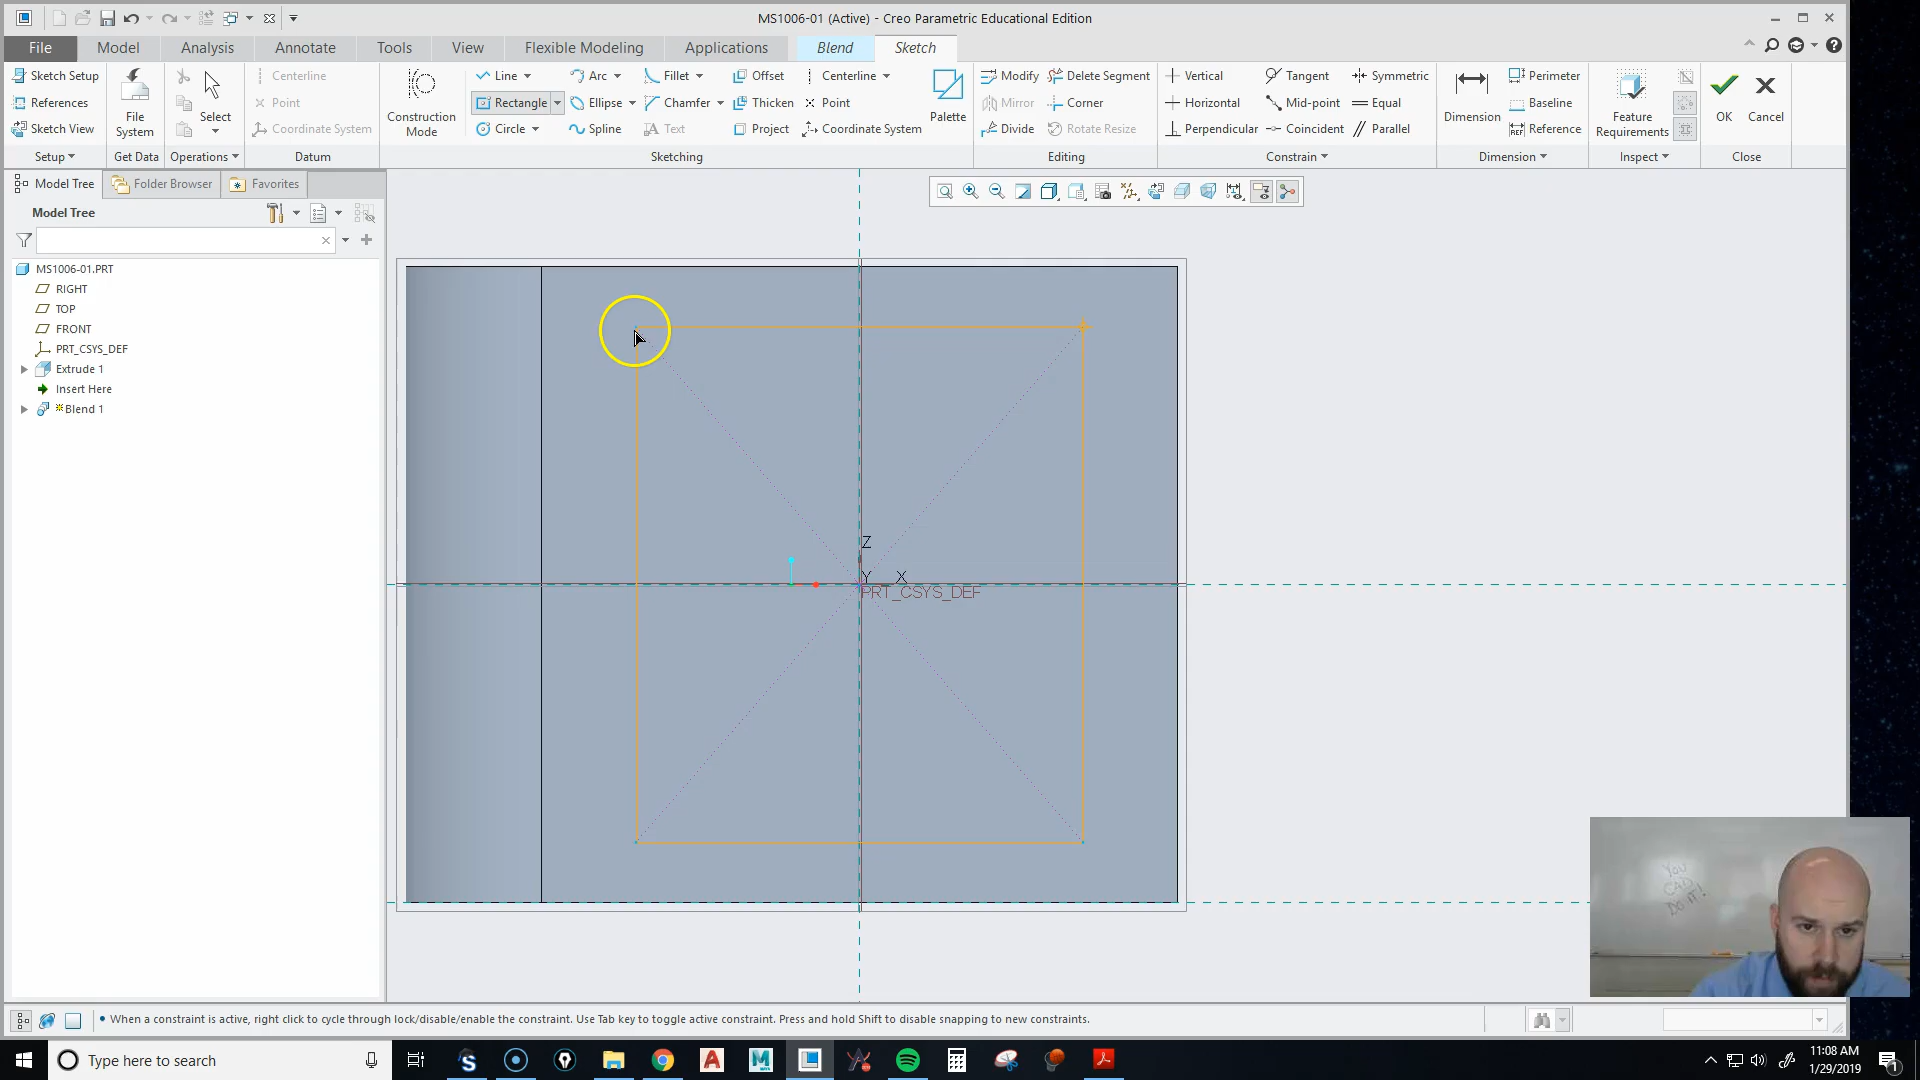 MS1006-01 (Active) - Creo Parametric Educational Edition
File Model Analysis Annotate Tools View Flexible Modeling Applications Blend Sketch
Sketch Setup
References
Sketch View
Setup
File System
Get Data
Select
Operations
Centerline
Point
Coordinate System
Datum
Construction Mode
Line Arc Fillet Offset Centerline
Rectangle Ellipse Chamfer Thicken Point
Circle Spline Text Project Coordinate System
Palette
Sketching
Modify Delete Segment
Mirror Corner
Divide Rotate Resize
Editing
Vertical Tangent Symmetric
Horizontal Mid-point Equal
Perpendicular Coincident Parallel
Constrain
Dimension
Perimeter
Baseline
REF Reference
Dimension
Feature Requirements
Inspect
OK Cancel
Close
Model Tree Folder Browser Favorites
Model Tree
MS1006-01.PRT
RIGHT
TOP
FRONT
PRT_CSYS_DEF
Extrude 1
Insert Here
Blend 1
Z
Y X
PRT_CSYS_DEF
YOU
CAD
DO IT!
• When a constraint is active, right click to cycle through lock/disable/enable the constraint. Use Tab key to toggle active constraint. Press and hold Shift to disable snapping to new constraints.
Type here to search
11:08 AM
1/29/2019
1